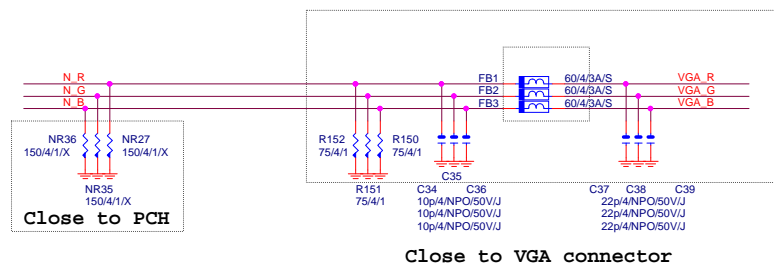 N_R FB1 60/4/3A/S VGA_R
N_G FB2 60/4/3A/S VGA_G
N_B FB3 60/4/3A/S VGA_B
NR36 NR27
150/4/1/X 150/4/1/X
R152 R150
75/4/1 75/4/1
NR35
150/4/1/X
R151
75/4/1
C35
C34 C36
10p/4/NPO/50V/J
10p/4/NPO/50V/J
10p/4/NPO/50V/J
C37 C38 C39
22p/4/NPO/50V/J
22p/4/NPO/50V/J
22p/4/NPO/50V/J
Close to PCH
Close to VGA connector